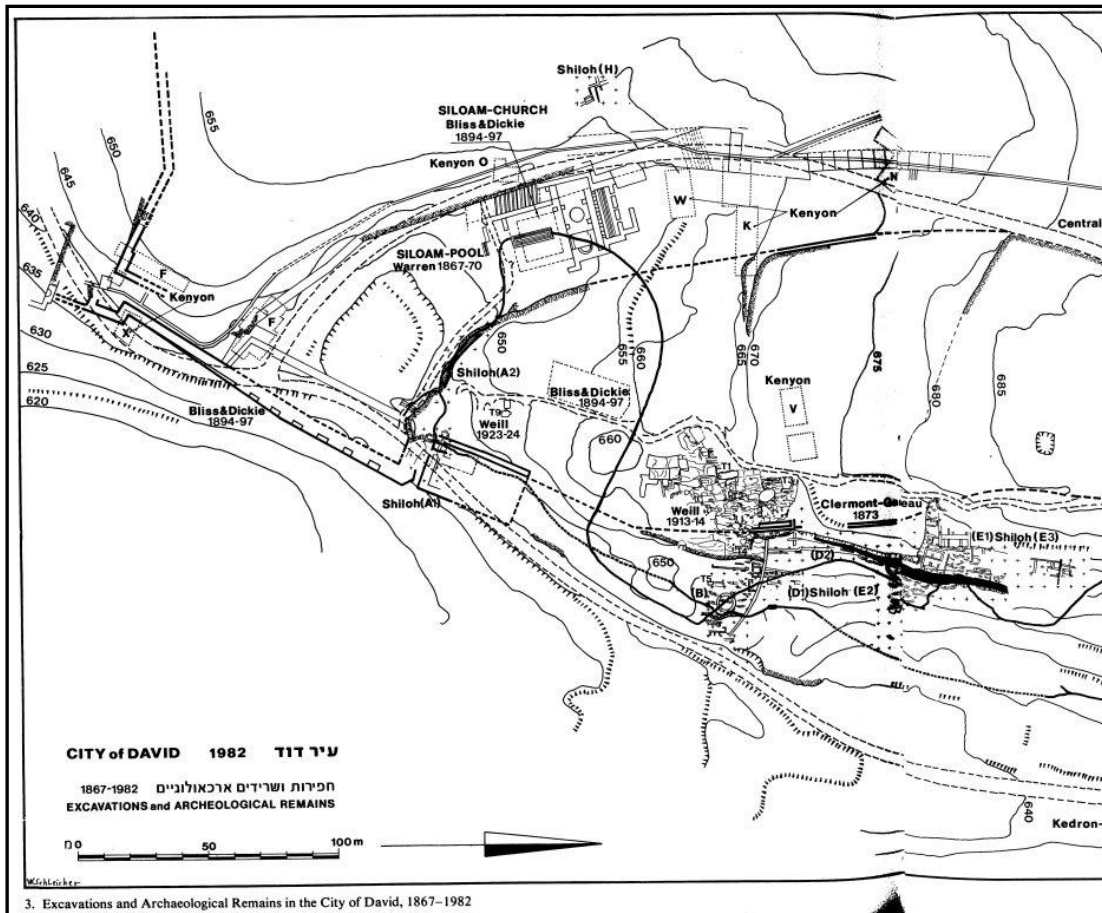 Shiloh (H)
SILOAM-CHURCH
Bliss&Dickie
1894-97
Kenyon O
655
650
645
640
635
630
625
620
F
Kenyon
X
F
SILOAM-POOL
Warren 1867-70
W
K
Kenyon
N
Central
650
655
660
665
670
675
680
685
Shiloh(A2)
Bliss&Dickie
1894-97
Kenyon
V
T9
Weill
1923-24
660
Bliss&Dickie
1894-97
Shiloh(A1)
T1
Weill
1913-14
Clermont-Ganneau
1873
(E1)Shiloh (E3)
(D2)
650
T5
(B)
(D1)Shiloh (E2)
640
Kedron-
CITY of DAVID 1982 עיר דוד
חפירות ושרידים ארכאולוגיים 1867-1982
EXCAVATIONS and ARCHEOLOGICAL REMAINS
מ 0 50 100 m
W.Schleicher
3. Excavations and Archaeological Remains in the City of David, 1867–1982